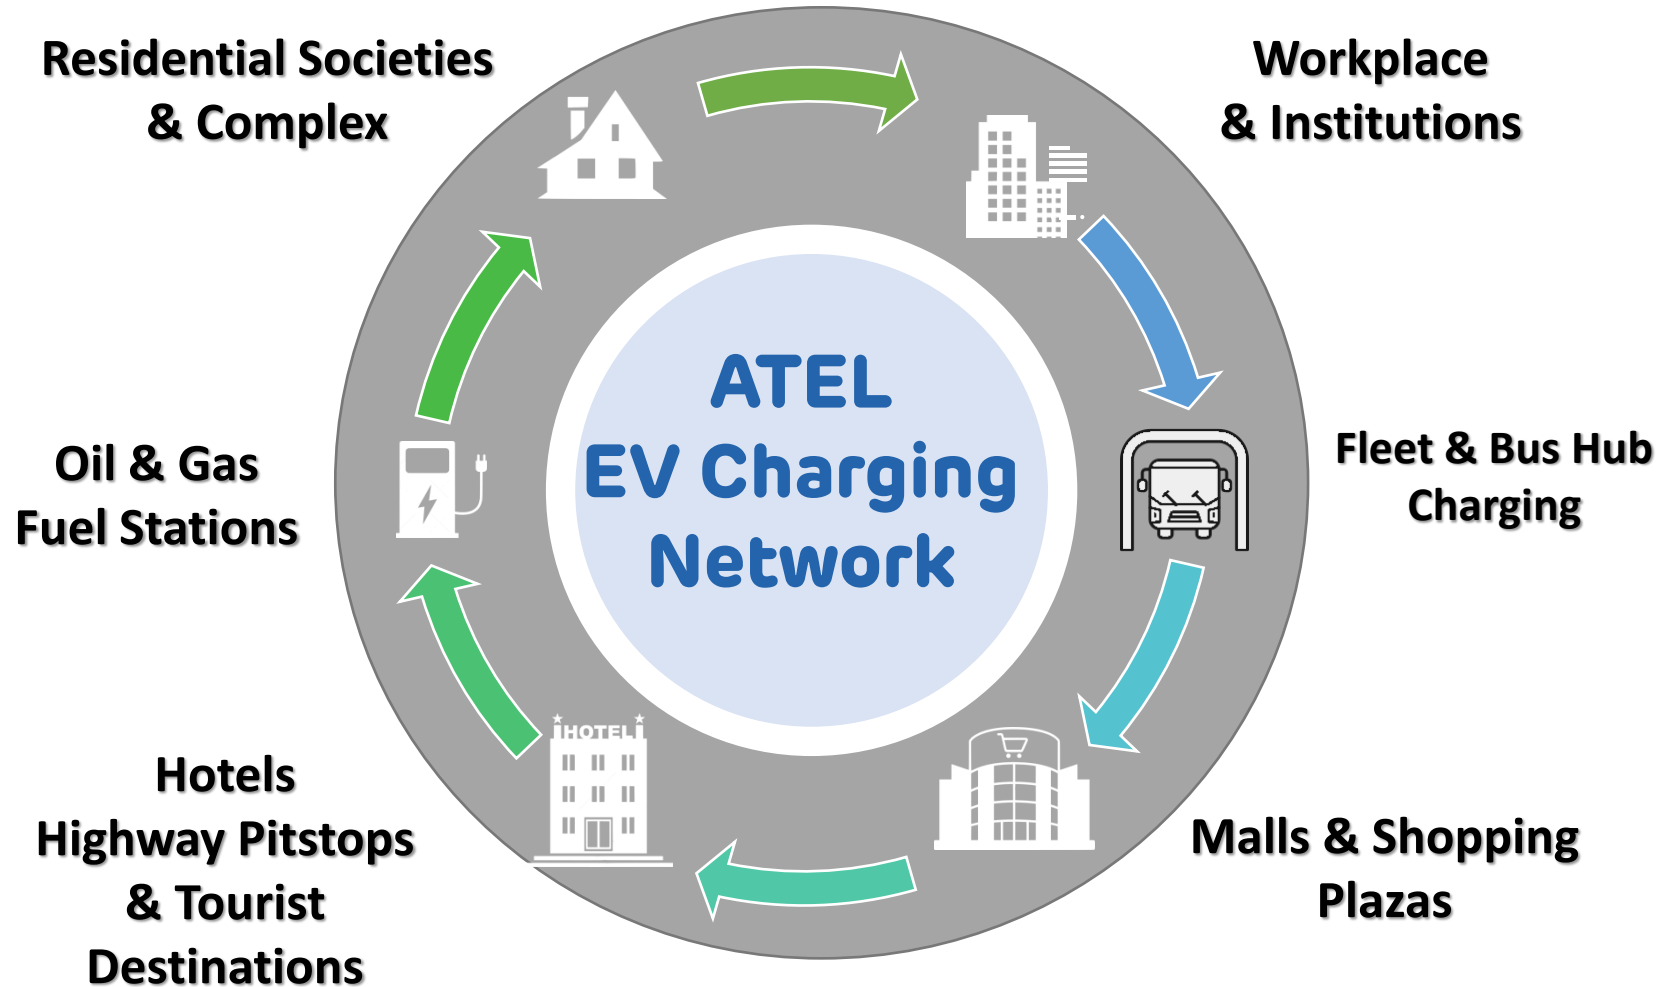 Residential Societies
& Complex
Workplace
& Institutions
ATEL
EV Charging
Network
Fleet & Bus Hub
Charging
Oil & Gas
Fuel Stations
HOTEL
Hotels
Highway Pitstops
& Tourist
Destinations
Malls & Shopping
Plazas